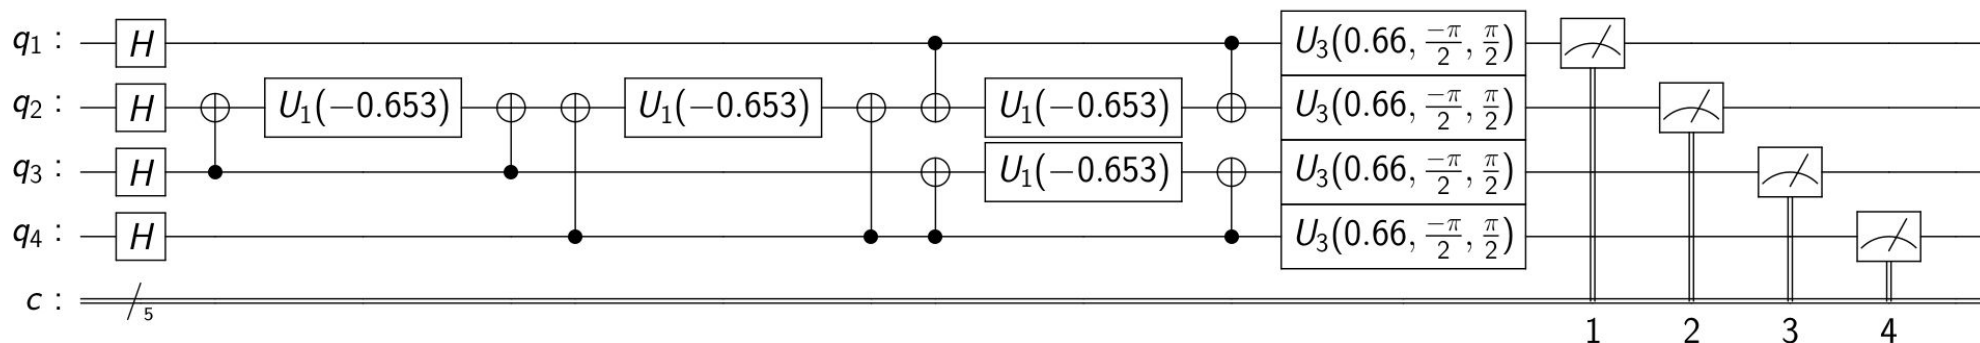 q₁ : H U₃(0.66, −π/2, π/2)
q₂ : H U₁(−0.653) U₁(−0.653) U₁(−0.653) U₃(0.66, −π/2, π/2)
q₃ : H U₁(−0.653) U₃(0.66, −π/2, π/2)
q₄ : H U₃(0.66, −π/2, π/2)
c : 5
1 2 3 4